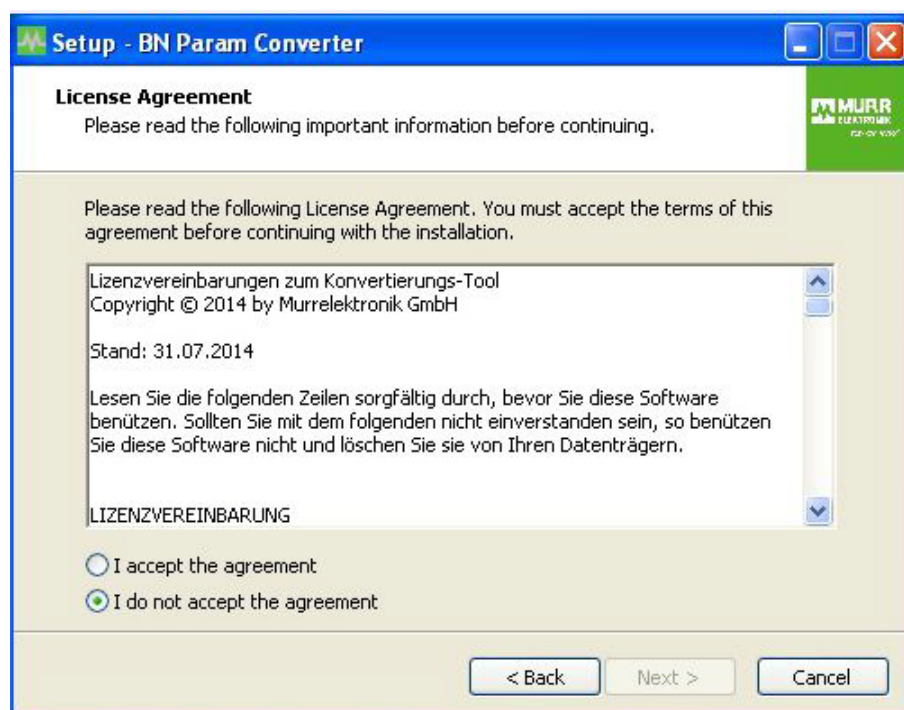 Setup - BN Param Converter
License Agreement
Please read the following important information before continuing.
MURR
ELEKTRONIK
Please read the following License Agreement. You must accept the terms of this
agreement before continuing with the installation.
Lizenzvereinbarungen zum Konvertierungs-Tool
Copyright © 2014 by Murrelektronik GmbH
Stand: 31.07.2014
Lesen Sie die folgenden Zeilen sorgfältig durch, bevor Sie diese Software
benützen. Sollten Sie mit dem folgenden nicht einverstanden sein, so benützen
Sie diese Software nicht und löschen Sie sie von Ihren Datenträgern.
LIZENZVEREINBARUNG
I accept the agreement
I do not accept the agreement
< Back
Next >
Cancel